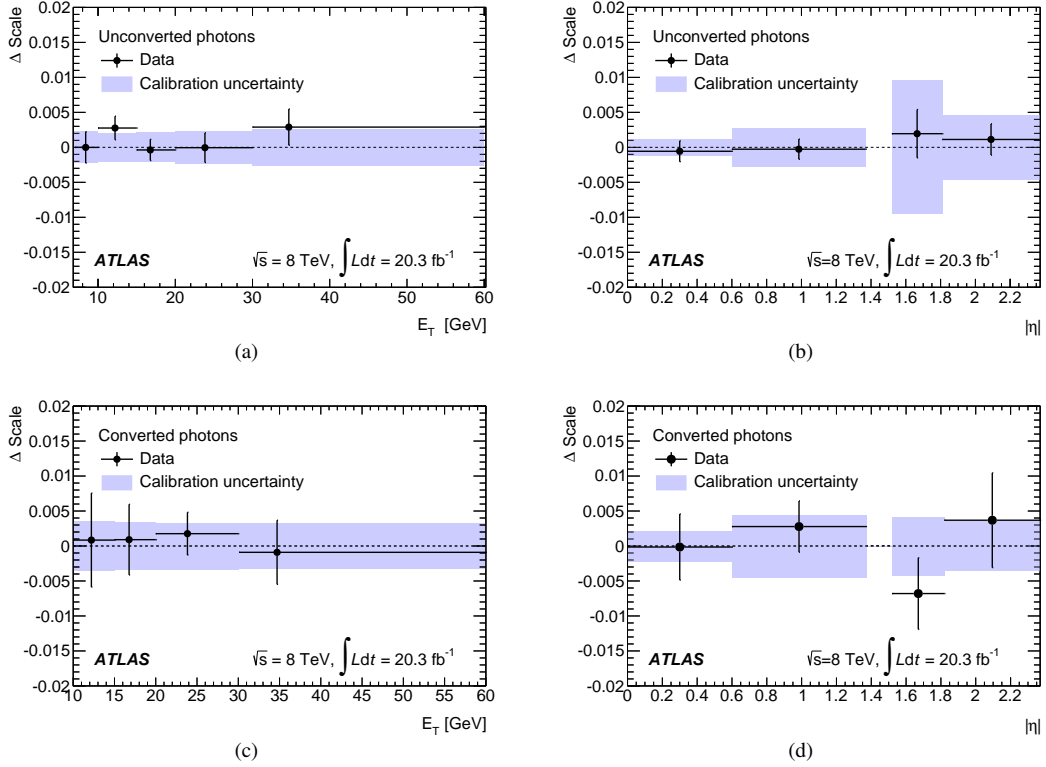 Δ Scale
0.02
0.015
0.01
0.005
0
-0.005
-0.01
-0.015
-0.02
Unconverted photons
Data
Calibration uncertainty
ATLAS
√s = 8 TeV, ∫ Ldt = 20.3 fb⁻¹
10 20 30 40 50 60
E_T [GeV]
(a)
Δ Scale
0.02
0.015
0.01
0.005
0
-0.005
-0.01
-0.015
-0.02
Unconverted photons
Data
Calibration uncertainty
ATLAS
√s=8 TeV, ∫ Ldt = 20.3 fb⁻¹
0 0.2 0.4 0.6 0.8 1 1.2 1.4 1.6 1.8 2 2.2
|η|
(b)
Δ Scale
0.02
0.015
0.01
0.005
0
-0.005
-0.01
-0.015
-0.02
Converted photons
Data
Calibration uncertainty
ATLAS
√s = 8 TeV, ∫ Ldt = 20.3 fb⁻¹
10 15 20 25 30 35 40 45 50 55 60
E_T [GeV]
(c)
Δ Scale
0.02
0.015
0.01
0.005
0
-0.005
-0.01
-0.015
-0.02
Converted photons
Data
Calibration uncertainty
ATLAS
√s=8 TeV, ∫ Ldt = 20.3 fb⁻¹
0 0.2 0.4 0.6 0.8 1 1.2 1.4 1.6 1.8 2 2.2
|η|
(d)